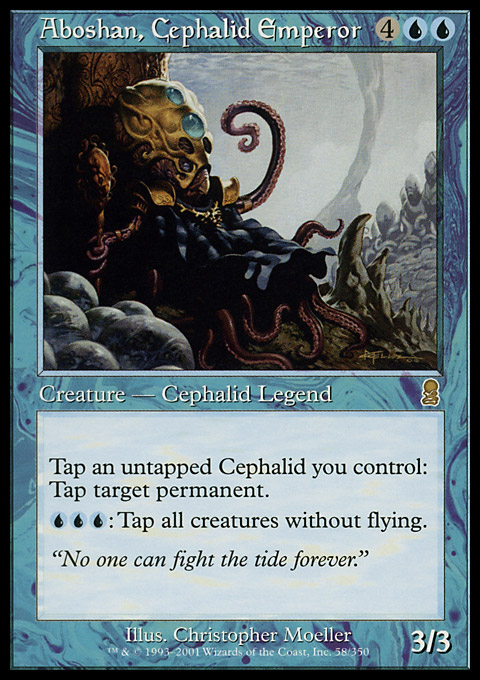 Aboshan, Cephalid Emperor 4
Creature — Cephalid Legend
Tap an untapped Cephalid you control:
Tap target permanent.
: Tap all creatures without flying.
“No one can fight the tide forever.”
Illus. Christopher Moeller
™ & © 1993–2001 Wizards of the Coast, Inc. 58/350
3/3